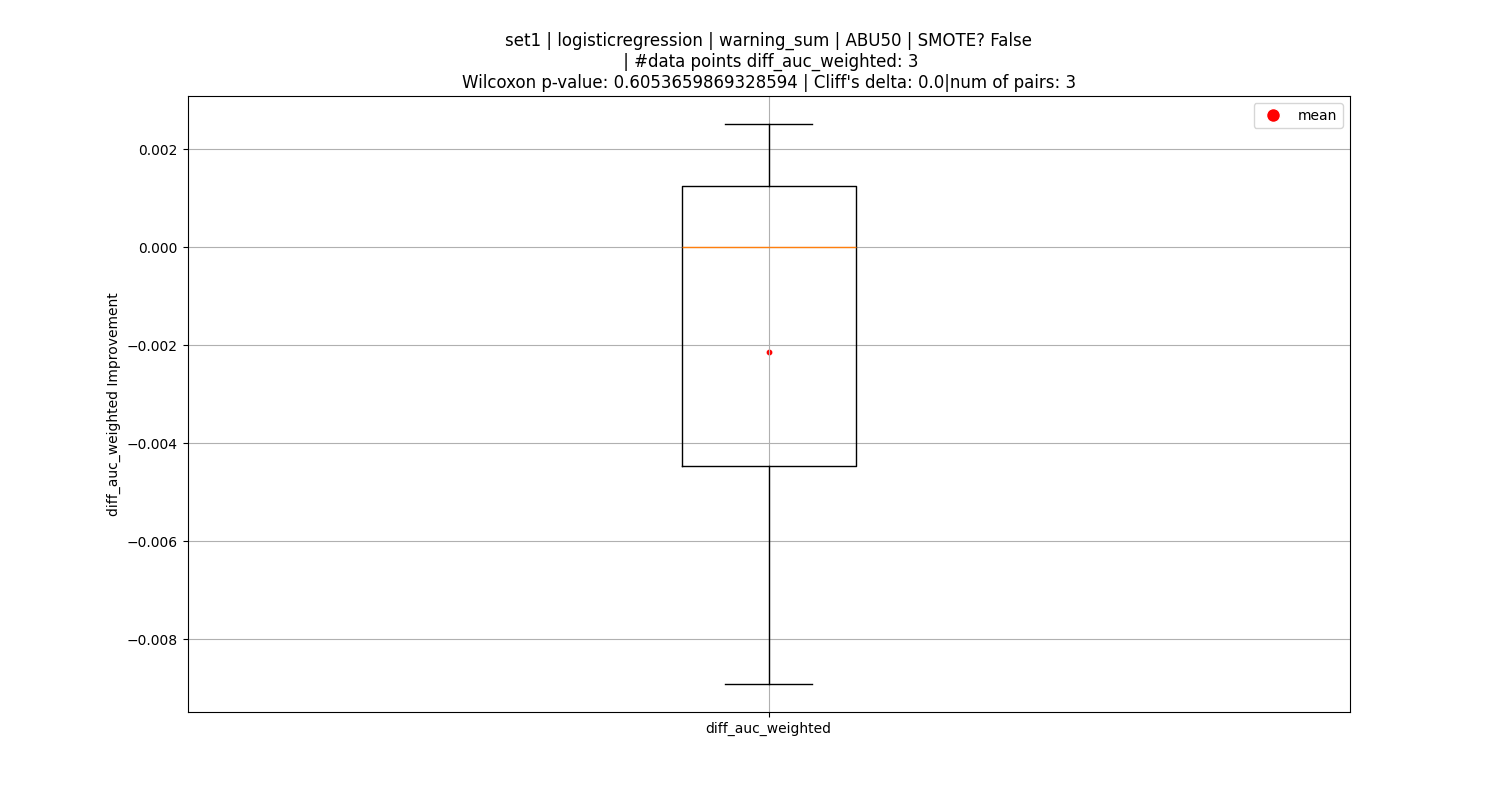 set1 | logisticregression | warning_sum | ABU50 | SMOTE? False
| #data points diff_auc_weighted: 3
Wilcoxon p-value: 0.6053659869328594 | Cliff's delta: 0.0|num of pairs: 3
mean
0.002
0.000
−0.002
−0.004
−0.006
−0.008
diff_auc_weighted Improvement
diff_auc_weighted